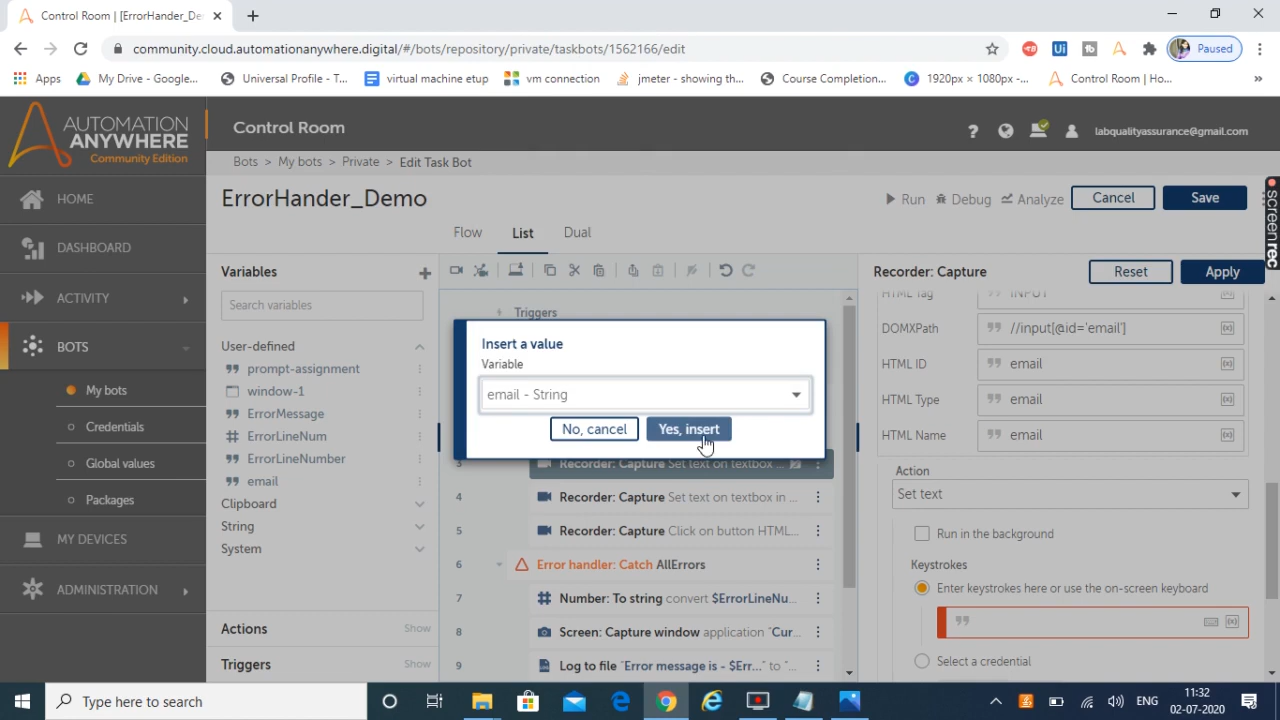 Control Room | [ErrorHander_De
community.cloud.automationanywhere.digital/#/bots/repository/private/taskbots/1562166/edit
Paused
Apps
My Drive - Google...
Universal Profile - T...
virtual machine etup
vm connection
jmeter - showing th...
Course Completion...
1920px × 1080px -...
Control Room | Ho...
»
AUTOMATION
ANYWHERE
Community Edition
Control Room
?
labqualityassurance@gmail.com
Bots > My bots > Private > Edit Task Bot
HOME
DASHBOARD
ACTIVITY
BOTS
My bots
Credentials
Global values
Packages
MY DEVICES
ADMINISTRATION
ErrorHander_Demo
Run
Debug
Analyze
Cancel
Save
Flow
List
Dual
Variables
Search variables
User-defined
prompt-assignment
window-1
ErrorMessage
ErrorLineNum
ErrorLineNumber
email
Clipboard
String
System
Actions
Show
Triggers
Show
Triggers
Insert a value
Variable
email - String
No, cancel
Yes, insert
3
Recorder: Capture Set text on textbox ...
4
Recorder: Capture Set text on textbox in ...
5
Recorder: Capture Click on button HTML...
6
Error handler: Catch AllErrors
7
Number: To string convert $ErrorLineNu...
8
Screen: Capture window application "Cur...
9
Log to file "Error message is - $Err..." to "...
Recorder: Capture
Reset
Apply
HTML Tag
INPUT
DOMXPath
//input[@id='email']
HTML ID
email
HTML Type
email
HTML Name
email
Action
Set text
Run in the background
Keystrokes
Enter keystrokes here or use the on-screen keyboard
Select a credential
screenrec
Type here to search
ENG
11:32
02-07-2020